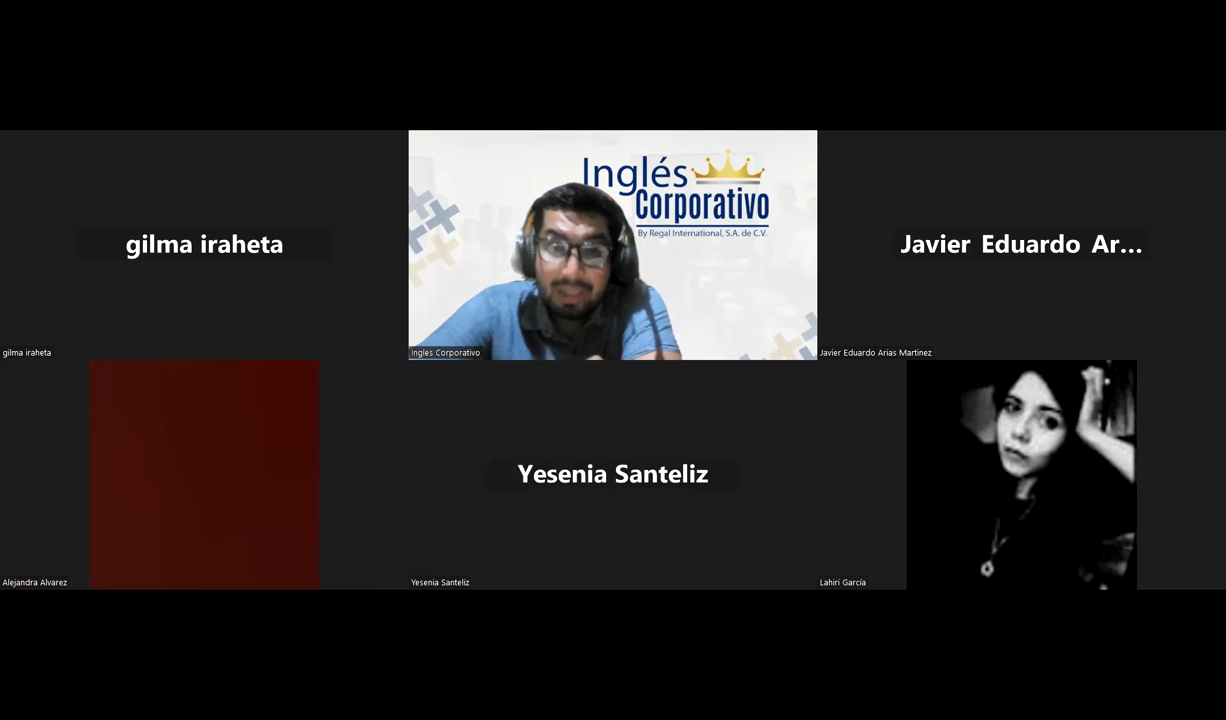 gilma iraheta
gilma iraheta
Inglés
Corporativo
By Regal International, S.A. de C.V.
Ingles Corporativo
Javier Eduardo Ar...
Javier Eduardo Arias Martinez
Alejandra Alvarez
Yesenia Santeliz
Yesenia Santeliz
Lahiri García